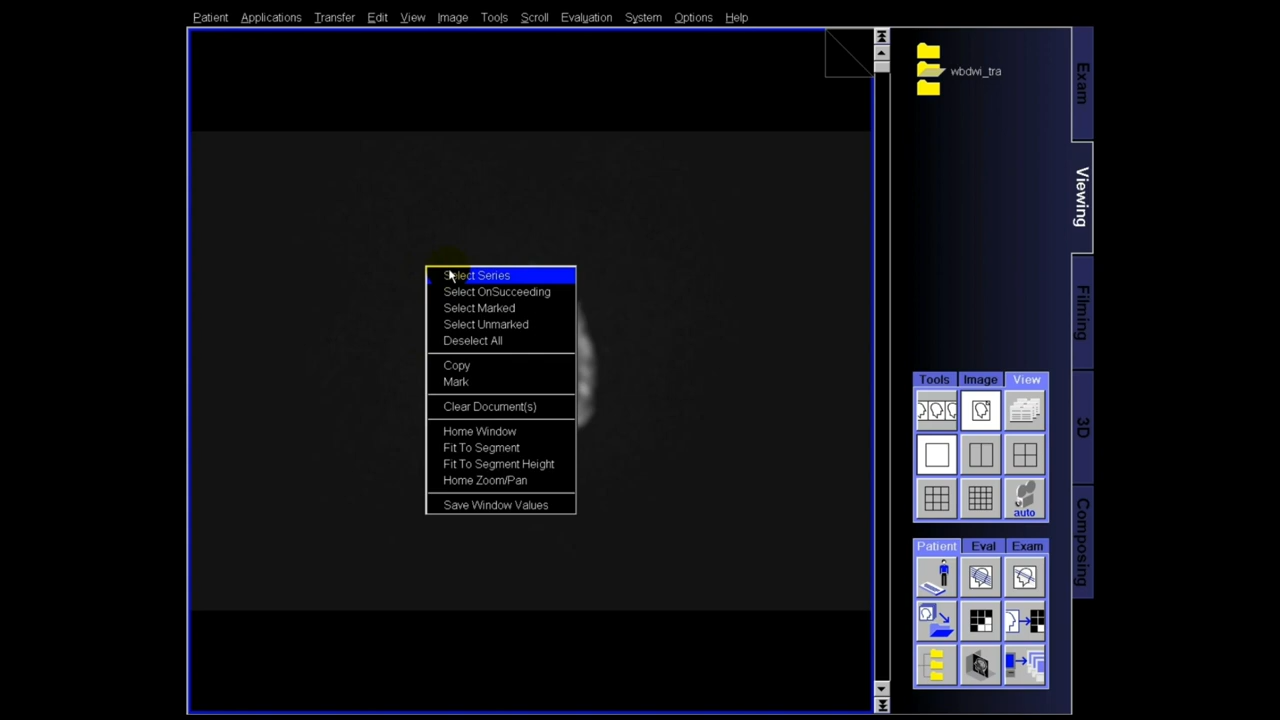 Patient Applications Transfer Edit View Image Tools Scroll Evaluation System Options Help
wbdwi_tra
Exam
Viewing
Filming
3D
Composing
Select Series
Select OnSucceeding
Select Marked
Select Unmarked
Deselect All
Copy
Mark
Clear Document(s)
Home Window
Fit To Segment
Fit To Segment Height
Home Zoom/Pan
Save Window Values
Tools Image View
auto
Patient Eval Exam